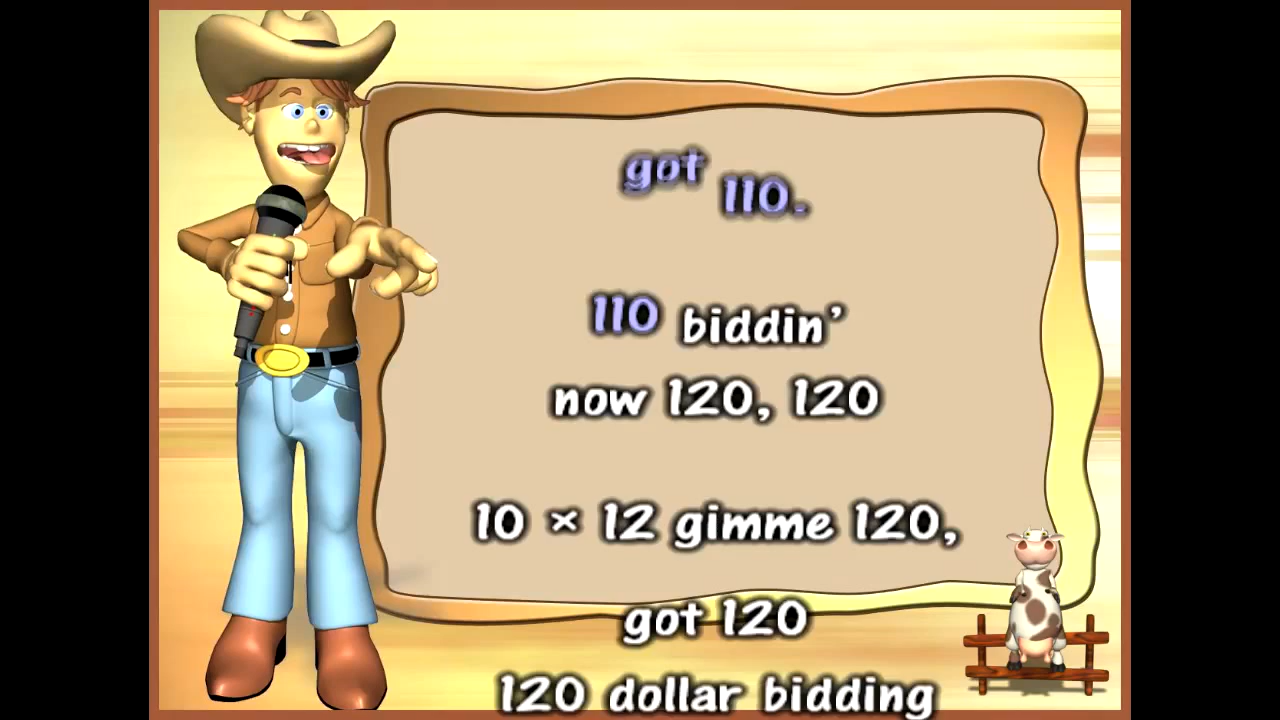 got 110.
110 biddin’
now 120, 120
10 × 12 gimme 120,
got 120
120 dollar bidding